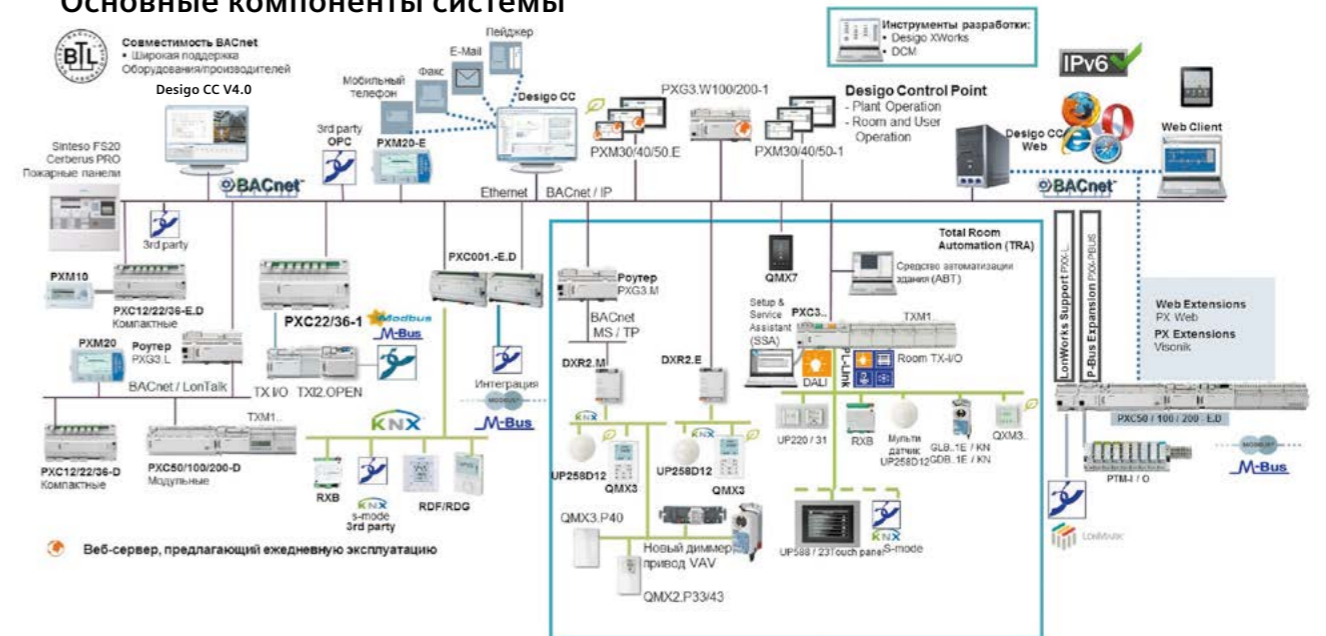 Основные компоненты системы
BTL
Совместимость BACnet
• Широкая поддержка
Оборудования/производителей
Desigo CC V4.0
Sinteso FS20
Cerberus PRO
Пожарные панели
BACnet
Мобильный
телефон
Факс
E-Mail
Пейджер
3rd party
OPC
PXM20-E
Desigo CC
PXM30/40/50.E
PXG3.W100/200-1
PXM30/40/50-1
Инструменты разработки:
• Desigo XWorks
• DCM
Desigo Control Point
- Plant Operation
- Room and User
Operation
IPv6
Desigo CC
Web
Web Client
BACnet
Ethernet
BACnet / IP
3rd party
PXM10
PXC12/22/36-E.D
Компактные
PXM20
Роутер
PXG3.L
BACnet / LonTalk
PXC12/22/36-D
Компактные
TXM1..
PXC50/100/200-D
Модульные
PXC22/36-1
Modbus
M-Bus
TX I/O
TXI2.OPEN
PXC001.-E.D
Интеграция
MODBUS
M-Bus
KNX
RXB
KNX
s-mode
3rd party
RDF/RDG
Веб-сервер, предлагающий ежедневную эксплуатацию
Total Room
Automation (TRA)
Роутер
PXG3.M
BACnet
MS / TP
DXR2.M
DXR2.E
KNX
UP258D12
QMX3
KNX
UP258D12
QMX3
QMX3.P40
Новый диммер,
привод VAV
QMX2.P33/43
QMX7
Средство автоматизации
здания (ABT)
Setup &
Service
Assistant
(SSA)
PXC3..
TXM1...
DALI
PL-Link
Room TX-I/O
UP220 / 31
RXB
Мульти
датчик
UP258D12
GLB..1E / KN
GDB..1E / KN
QXM3..
UP588 / 23Touch panel
KNX
S-mode
LonWorks Support PXX-L..
P-Bus Expansion PXX-PBUS
Web Extensions
PX Web
PX Extensions
Visonik
PXC50 / 100 / 200 - E.D
PTM-I / O
MODBUS
M-Bus
LONMARK